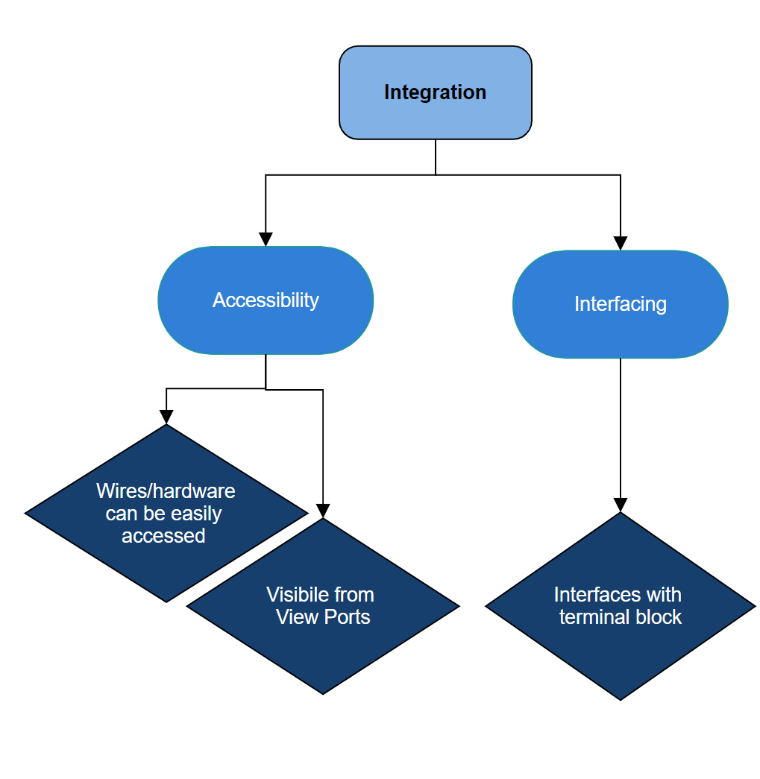 Integration
Accessibility
Interfacing
Wires/hardware
can be easily
accessed
Visibile from
View Ports
Interfaces with
terminal block